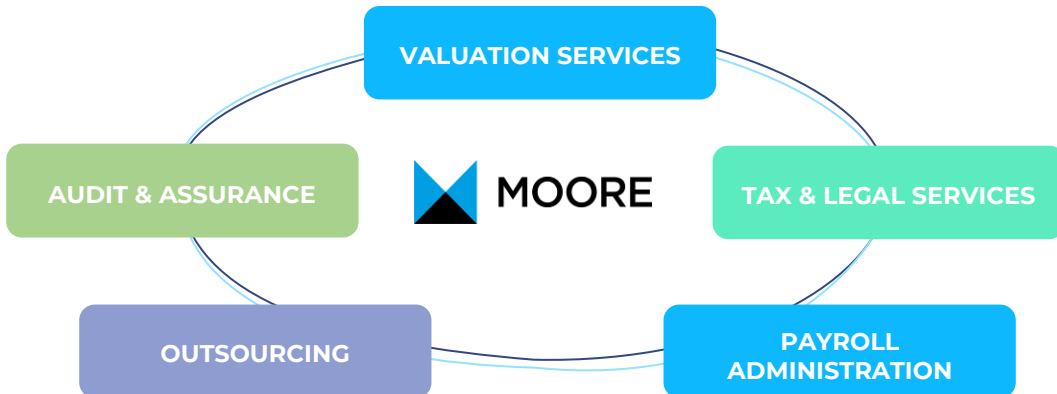 VALUATION SERVICES
AUDIT & ASSURANCE
MOORE
TAX & LEGAL SERVICES
OUTSOURCING
PAYROLL
ADMINISTRATION